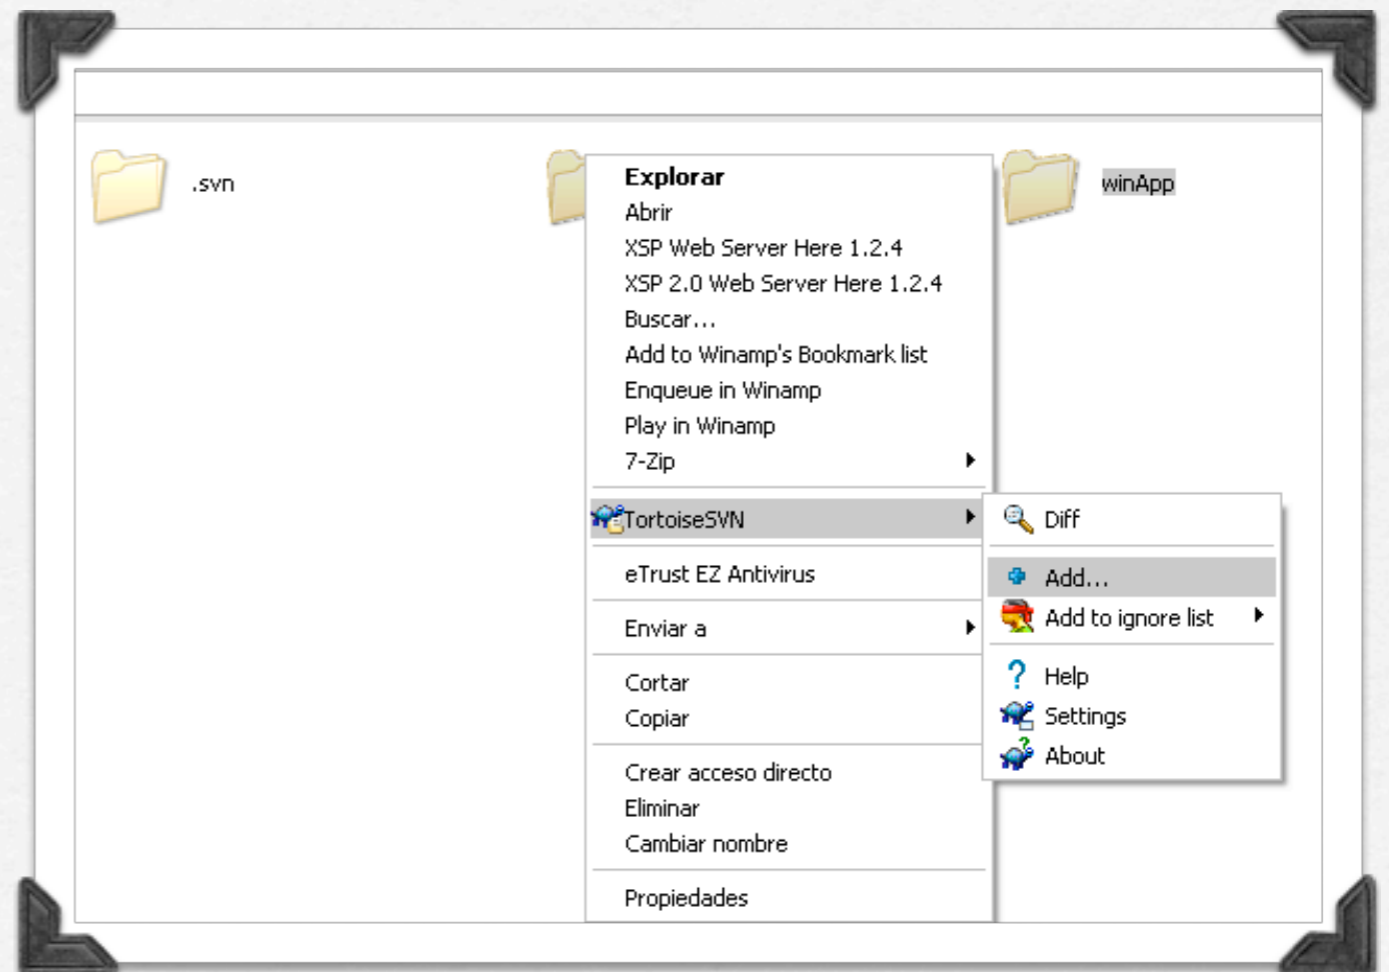 .svn
winApp
Explorar
Abrir
XSP Web Server Here 1.2.4
XSP 2.0 Web Server Here 1.2.4
Buscar...
Add to Winamp's Bookmark list
Enqueue in Winamp
Play in Winamp
7-Zip
TortoiseSVN
eTrust EZ Antivirus
Enviar a
Cortar
Copiar
Crear acceso directo
Eliminar
Cambiar nombre
Propiedades
Diff
Add...
Add to ignore list
Help
Settings
About